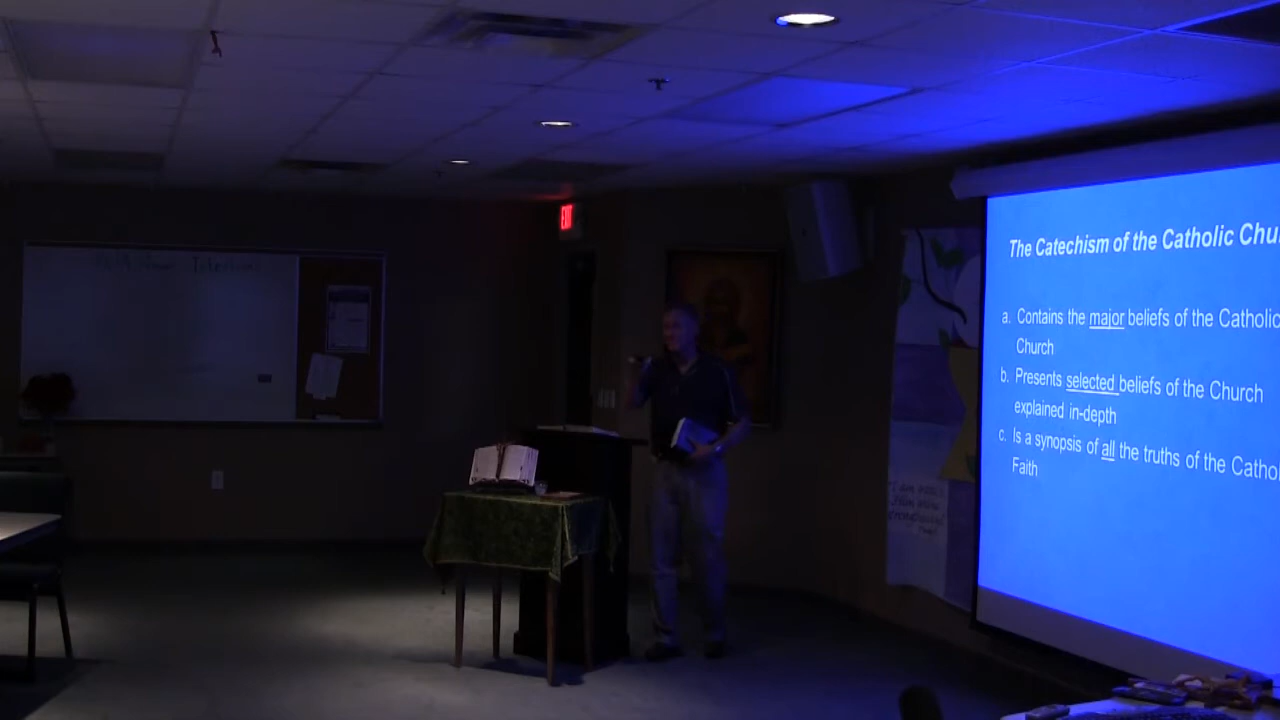 EXIT
The Catechism of the Catholic Chu
a. Contains the major beliefs of the Catholic
Church
b. Presents selected beliefs of the Church
explained in-depth
c. Is a synopsis of all the truths of the Catho
Faith